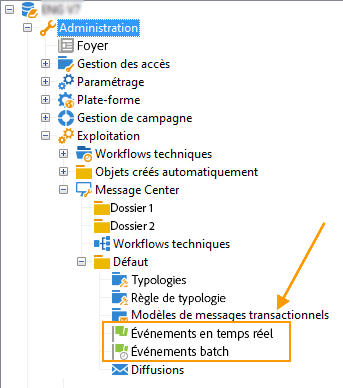 Administration
Foyer
Gestion des accès
Paramétrage
Plate-forme
Gestion de campagne
Exploitation
Workflows techniques
Objets créés automatiquement
Message Center
Dossier 1
Dossier 2
Workflows techniques
Défaut
Typologies
Règle de typologie
Modèles de messages transactionnels
Événements en temps réel
Événements batch
Diffusions